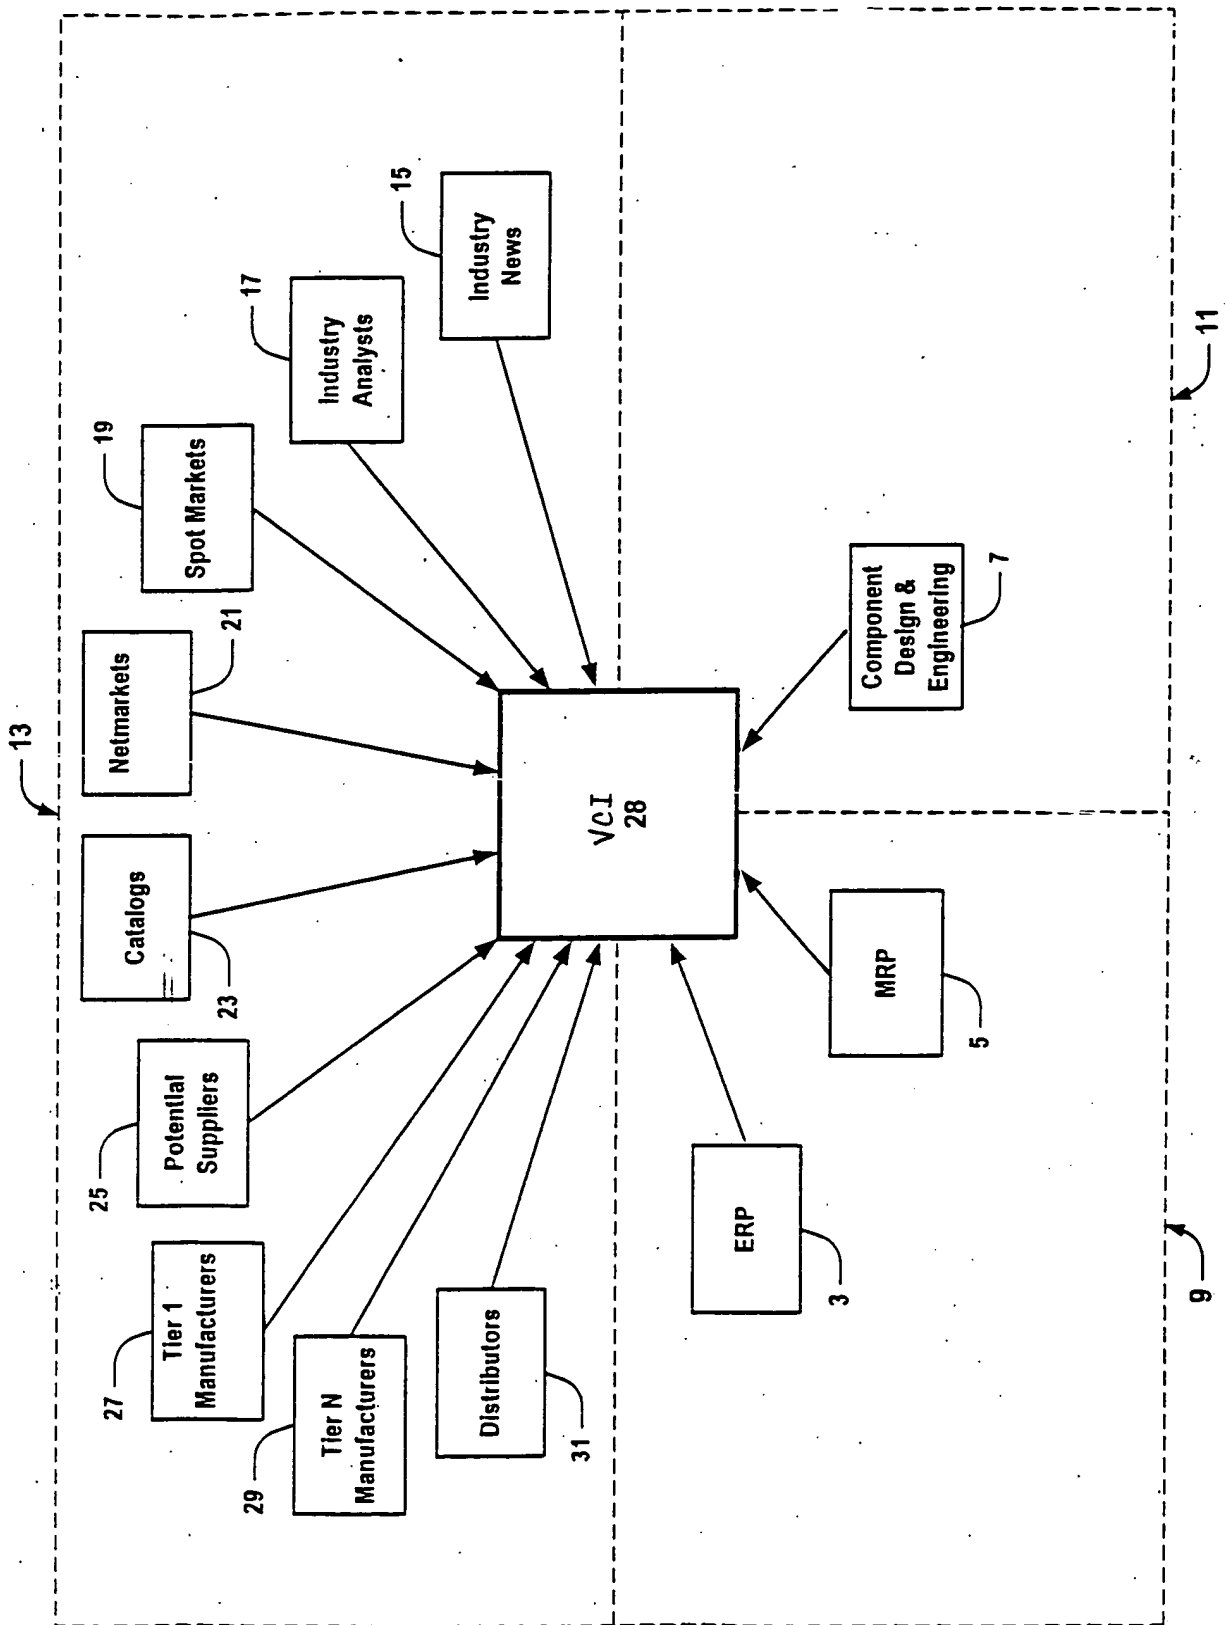 13
27
Tier 1
Manufacturers
25
Potential
Suppliers
Catalogs
23
Netmarkets
21
19
Spot Markets
17
Industry
Analysts
29
Tier N
Manufacturers
15
Industry
News
Distributors
31
VCI
28
ERP
3
MRP
5
Component
Design &
Engineering
7
9
11